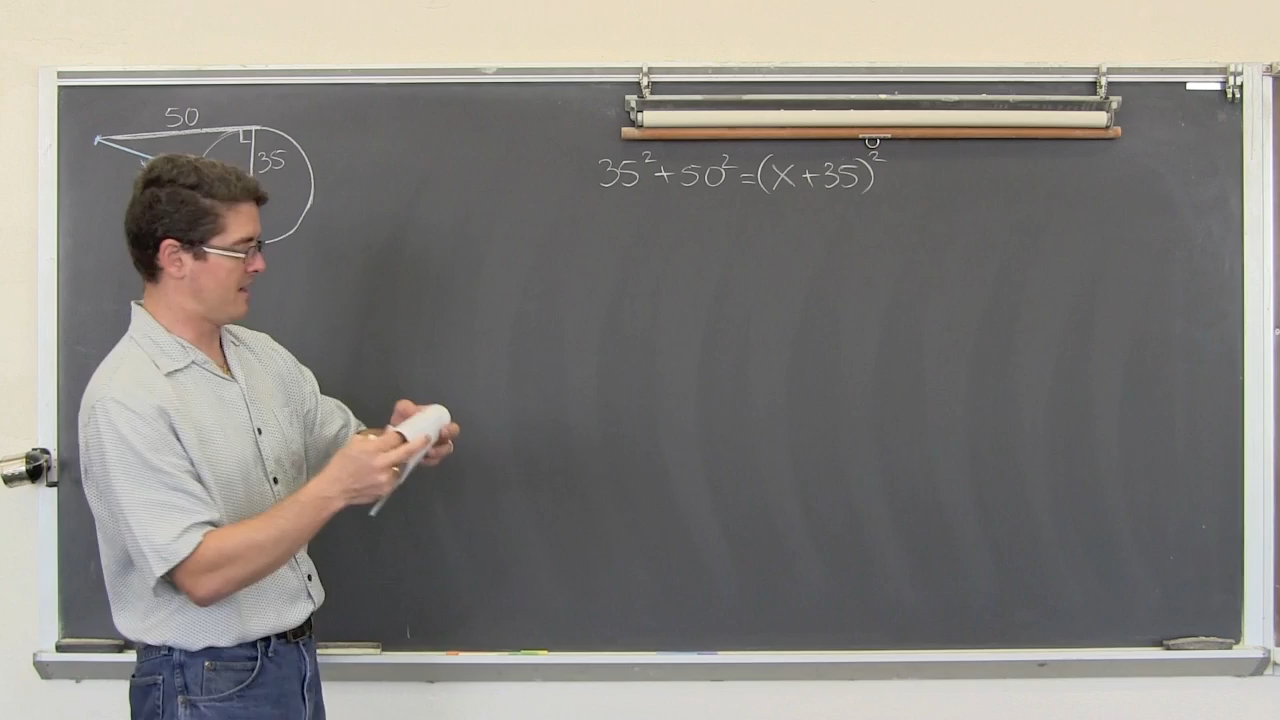 50
35
35² + 50² = (x + 35)²